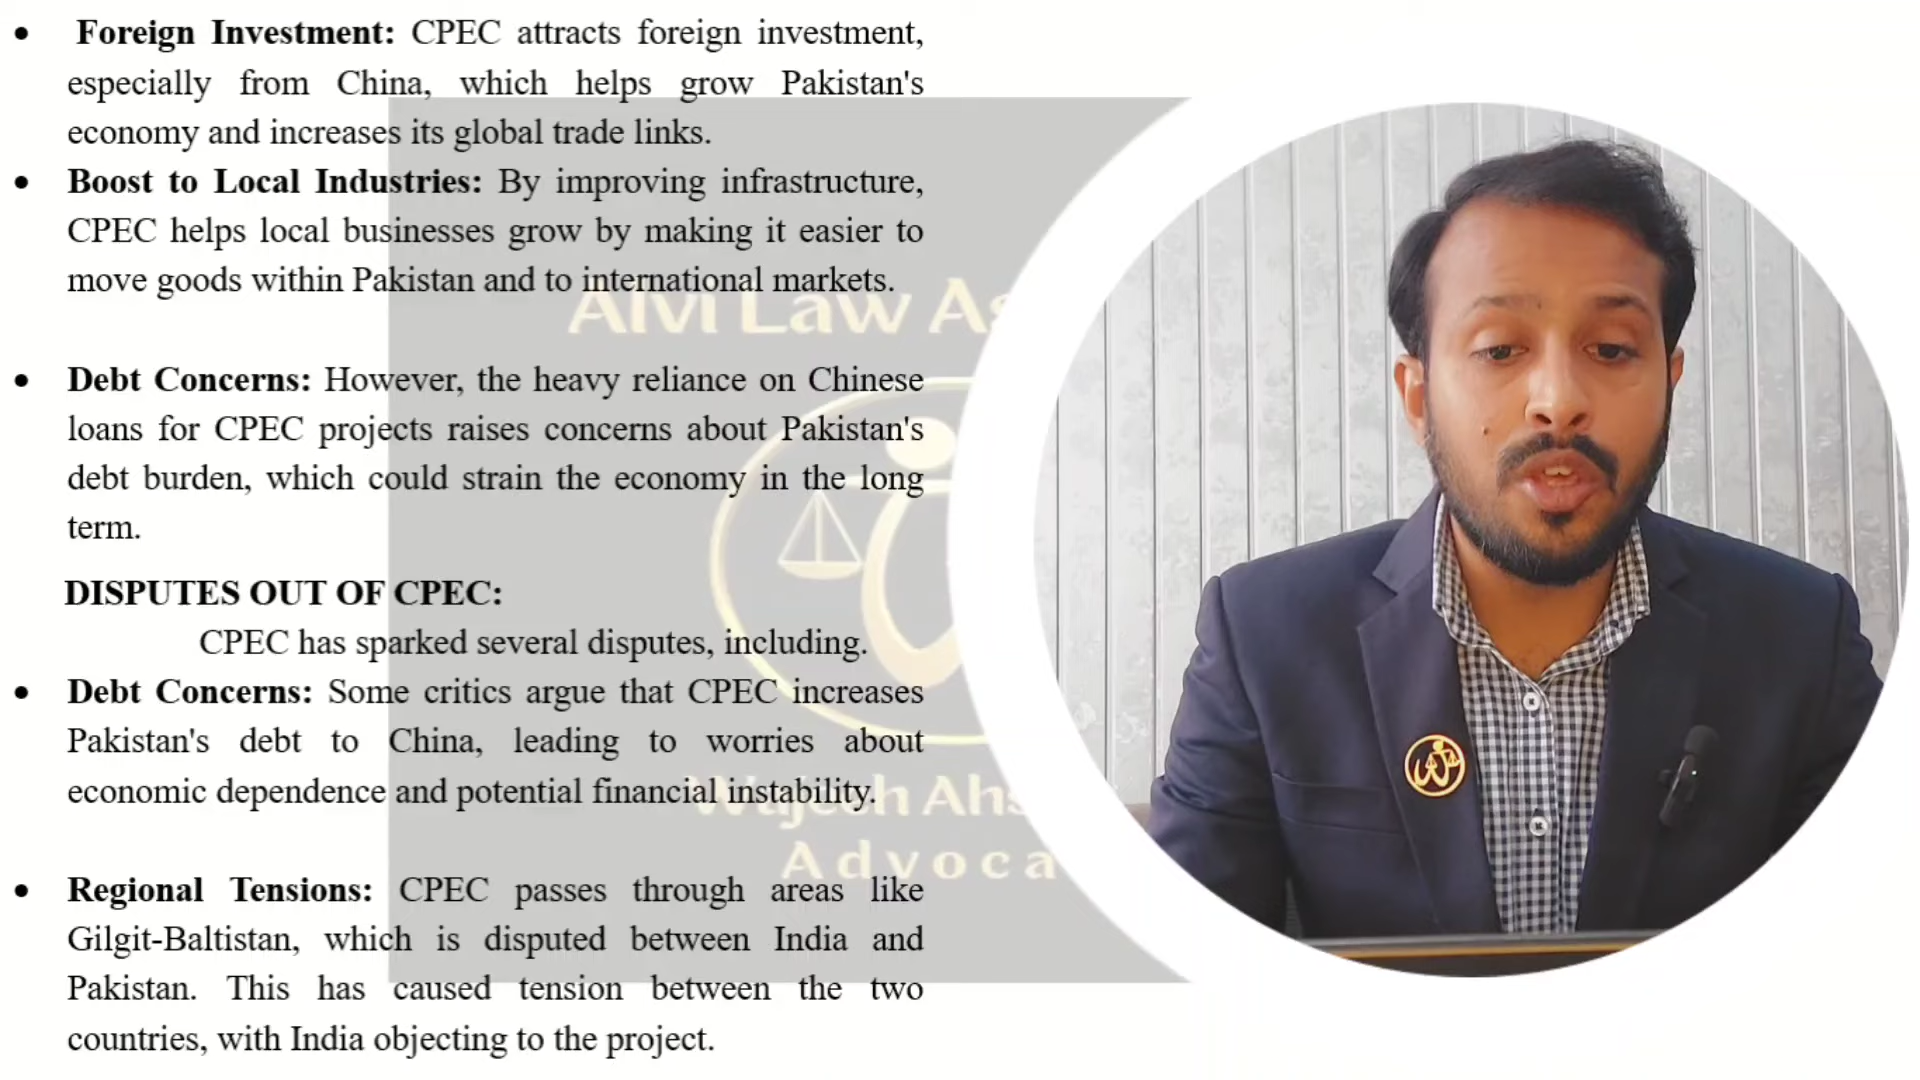 • Foreign Investment: CPEC attracts foreign investment,
especially from China, which helps grow Pakistan's
economy and increases its global trade links.
• Boost to Local Industries: By improving infrastructure,
CPEC helps local businesses grow by making it easier to
move goods within Pakistan and to international markets.
Alvi Law
• Debt Concerns: However, the heavy reliance on Chinese
loans for CPEC projects raises concerns about Pakistan's
debt burden, which could strain the economy in the long
term.
DISPUTES OUT OF CPEC:
CPEC has sparked several disputes, including.
• Debt Concerns: Some critics argue that CPEC increases
Pakistan's debt to China, leading to worries about
economic dependence and potential financial instability.
• Regional Tensions: CPEC passes through areas like
Gilgit-Baltistan, which is disputed between India and
Pakistan. This has caused tension between the two
countries, with India objecting to the project.